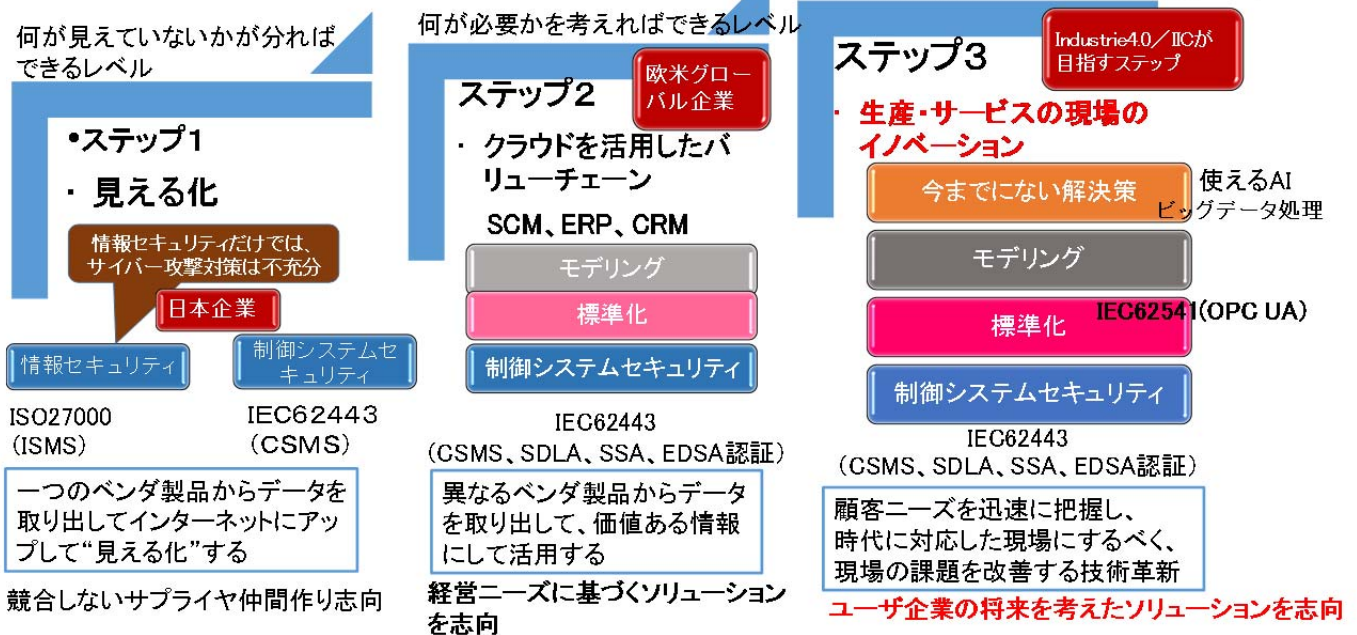 何が見えていないかが分れば
できるレベル
•ステップ1
・ 見える化
情報セキュリティだけでは、
サイバー攻撃対策は不充分
日本企業
情報セキュリティ
制御システムセ
キュリティ
ISO27000
(ISMS)
IEC62443
(CSMS)
一つのベンダ製品からデータを
取り出してインターネットにアッ
プして“見える化”する
競合しないサプライヤ仲間作り志向
何が必要かを考えればできるレベル
ステップ2
欧米グロー
バル企業
・ クラウドを活用したバ
リューチェーン
SCM、ERP、CRM
モデリング
標準化
制御システムセキュリティ
IEC62443
(CSMS、SDLA、SSA、EDSA認証)
異なるベンダ製品からデータ
を取り出して、価値ある情報
にして活用する
経営ニーズに基づくソリューション
を志向
ステップ3
Industrie4.0／IICが
目指すステップ
・ 生産・サービスの現場の
イノベーション
今までにない解決策
使えるAI
ビッグデータ処理
モデリング
標準化
IEC62541(OPC UA)
制御システムセキュリティ
IEC62443
(CSMS、SDLA、SSA、EDSA認証)
顧客ニーズを迅速に把握し、
時代に対応した現場にするべく、
現場の課題を改善する技術革新
ユーザ企業の将来を考えたソリューションを志向